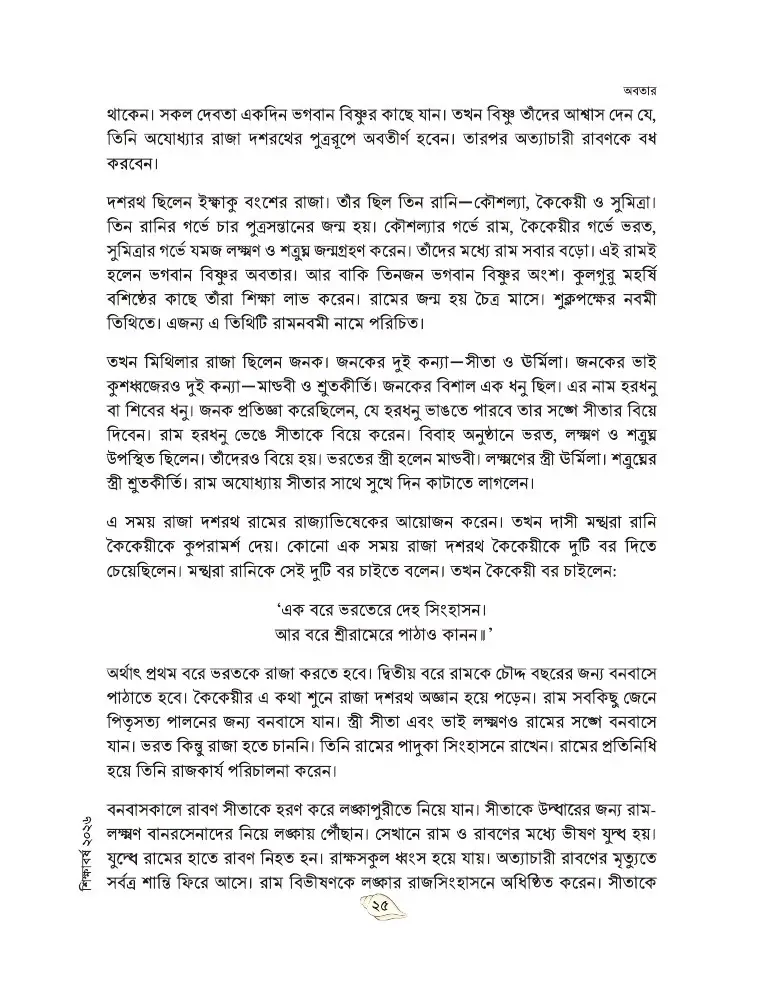 অবতার
থাকেন। সকল দেবতা একদিন ভগবান বিষ্ণুর কাছে যান। তখন বিষ্ণু তাঁদের আশ্বাস দেন যে,
তিনি অযোধ্যার রাজা দশরথের পুত্ররূপে অবতীর্ণ হবেন। তারপর অত্যাচারী রাবণকে বধ
করবেন।
দশরথ ছিলেন ইক্ষ্বাকু বংশের রাজা। তাঁর ছিল তিন রানি—কৌশল্যা, কৈকেয়ী ও সুমিত্রা।
তিন রানির গর্ভে চার পুত্রসন্তানের জন্ম হয়। কৌশল্যার গর্ভে রাম, কৈকেয়ীর গর্ভে ভরত,
সুমিত্রার গর্ভে যমজ লক্ষ্মণ ও শত্রুঘ্ন জন্মগ্রহণ করেন। তাঁদের মধ্যে রাম সবার বড়ো। এই রামই
হলেন ভগবান বিষ্ণুর অবতার। আর বাকি তিনজন ভগবান বিষ্ণুর অংশ। কুলগুরু মহর্ষি
বশিষ্ঠের কাছে তাঁরা শিক্ষা লাভ করেন। রামের জন্ম হয় চৈত্র মাসে। শুক্লপক্ষের নবমী
তিথিতে। এজন্য এ তিথিটি রামনবমী নামে পরিচিত।
তখন মিথিলার রাজা ছিলেন জনক। জনকের দুই কন্যা—সীতা ও ঊর্মিলা। জনকের ভাই
কুশধ্বজেরও দুই কন্যা—মাণ্ডবী ও শ্রুতকীর্তি। জনকের বিশাল এক ধনু ছিল। এর নাম হরধনু
বা শিবের ধনু। জনক প্রতিজ্ঞা করেছিলেন, যে হরধনু ভাঙতে পারবে তার সঙ্গে সীতার বিয়ে
দিবেন। রাম হরধনু ভেঙে সীতাকে বিয়ে করেন। বিবাহ অনুষ্ঠানে ভরত, লক্ষ্মণ ও শত্রুঘ্ন
উপস্থিত ছিলেন। তাঁদেরও বিয়ে হয়। ভরতের স্ত্রী হলেন মাণ্ডবী। লক্ষ্মণের স্ত্রী ঊর্মিলা। শত্রুঘ্নের
স্ত্রী শ্রুতকীর্তি। রাম অযোধ্যায় সীতার সাথে সুখে দিন কাটাতে লাগলেন।
এ সময় রাজা দশরথ রামের রাজ্যাভিষেকের আয়োজন করেন। তখন দাসী মন্থরা রানি
কৈকেয়ীকে কুপরামর্শ দেয়। কোনো এক সময় রাজা দশরথ কৈকেয়ীকে দুটি বর দিতে
চেয়েছিলেন। মন্থরা রানিকে সেই দুটি বর চাইতে বলেন। তখন কৈকেয়ী বর চাইলেন:
‘এক বরে ভরতেরে দেহ সিংহাসন।
আর বরে শ্রীরামেরে পাঠাও কানন॥’
অর্থাৎ প্রথম বরে ভরতকে রাজা করতে হবে। দ্বিতীয় বরে রামকে চৌদ্দ বছরের জন্য বনবাসে
পাঠাতে হবে। কৈকেয়ীর এ কথা শুনে রাজা দশরথ অজ্ঞান হয়ে পড়েন। রাম সবকিছু জেনে
পিতৃসত্য পালনের জন্য বনবাসে যান। স্ত্রী সীতা এবং ভাই লক্ষ্মণও রামের সঙ্গে বনবাসে
যান। ভরত কিন্তু রাজা হতে চাননি। তিনি রামের পাদুকা সিংহাসনে রাখেন। রামের প্রতিনিধি
হয়ে তিনি রাজকার্য পরিচালনা করেন।
বনবাসকালে রাবণ সীতাকে হরণ করে লঙ্কাপুরীতে নিয়ে যান। সীতাকে উদ্ধারের জন্য রাম-
লক্ষ্মণ বানরসেনাদের নিয়ে লঙ্কায় পৌঁছান। সেখানে রাম ও রাবণের মধ্যে ভীষণ যুদ্ধ হয়।
যুদ্ধে রামের হাতে রাবণ নিহত হন। রাক্ষসকুল ধ্বংস হয়ে যায়। অত্যাচারী রাবণের মৃত্যুতে
সর্বত্র শান্তি ফিরে আসে। রাম বিভীষণকে লঙ্কার রাজসিংহাসনে অধিষ্ঠিত করেন। সীতাকে
শিক্ষাবর্ষ ২০২৬
২৫